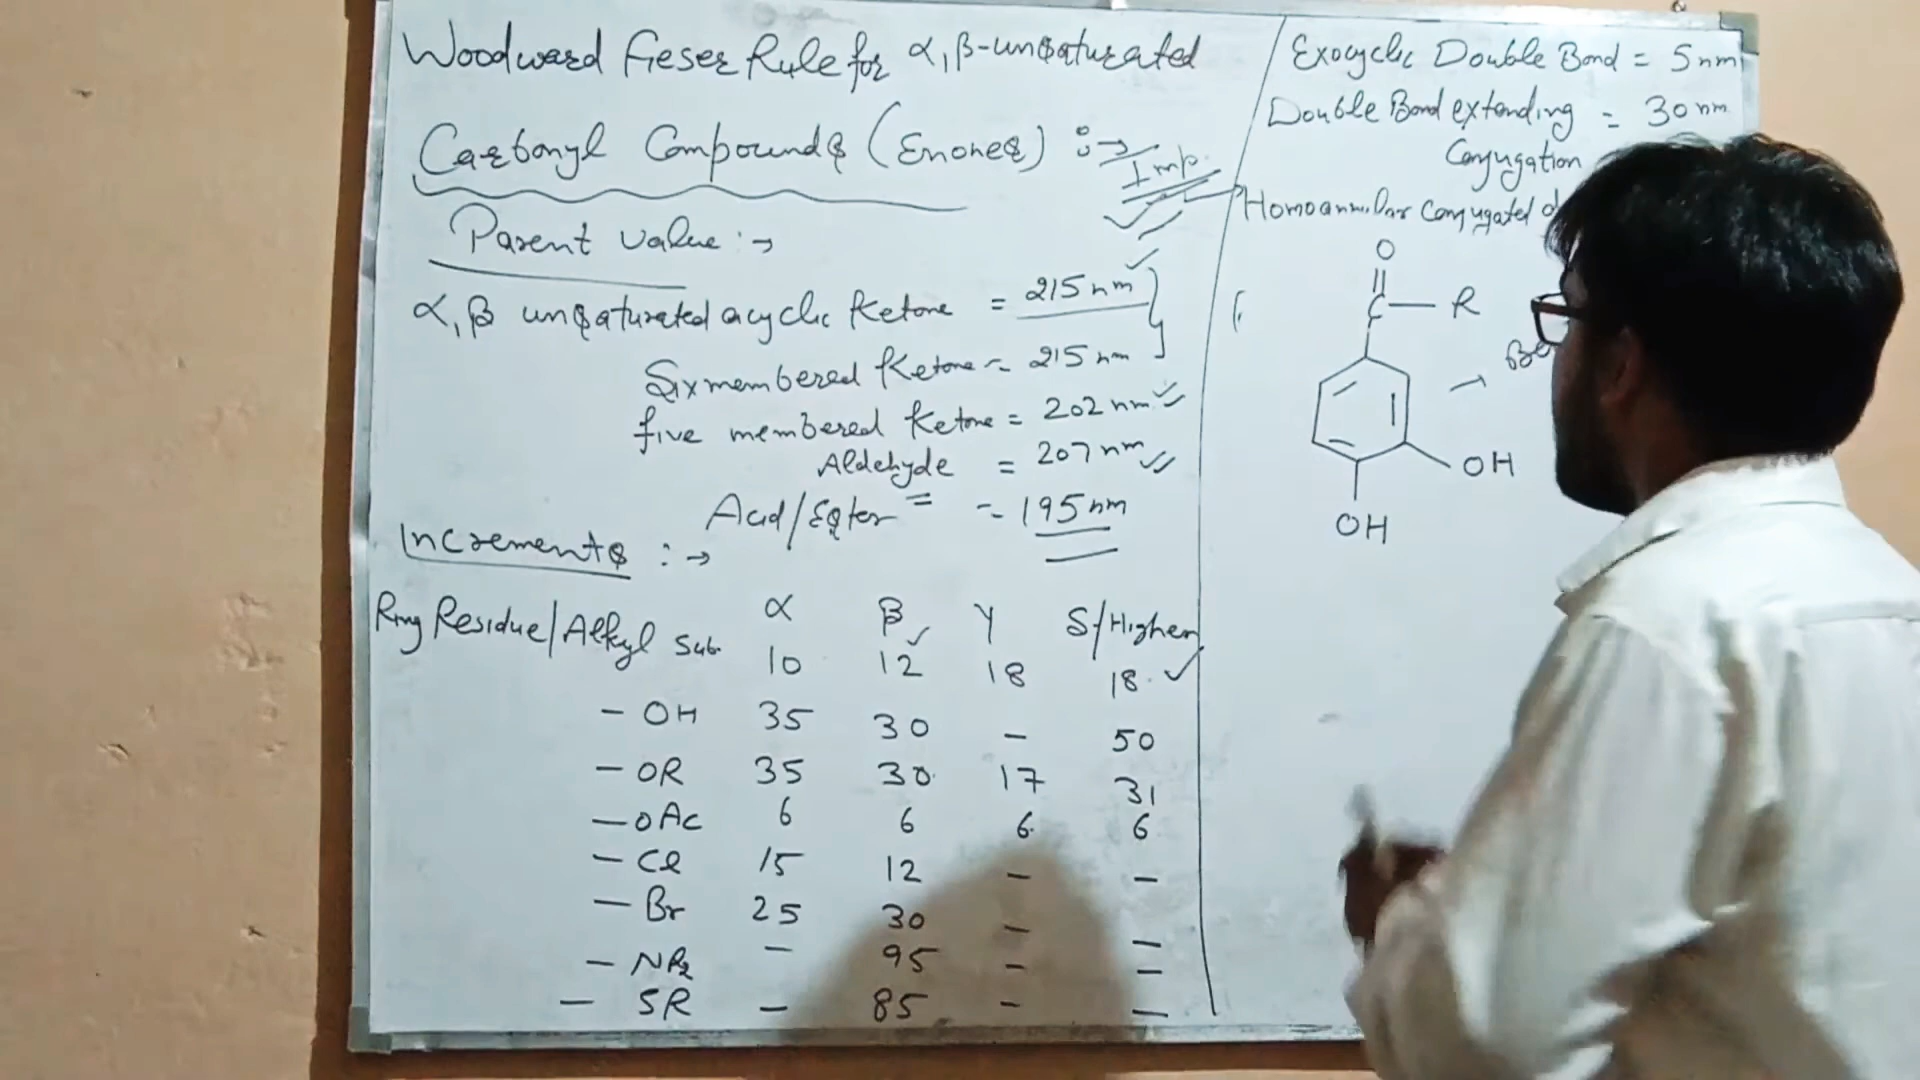 Woodward Fieser Rule for α,β-unsaturated
Carbonyl Compounds (Enones) :→
Imp.
Parent value :→
α,β unsaturated acyclic Ketone = 215 nm
Six membered Ketone = 215 nm
five membered Ketone = 202 nm
Aldehyde = 207 nm
Acid/Ester = 195 nm
Increments :→
α β γ δ/Higher
Ring Residue/Alkyl Sub. 10 12 18 18
- OH 35 30 - 50
- OR 35 30 17 31
- OAc 6 6 6 6
- Cl 15 12 - -
- Br 25 30 - -
- NR2 - 95 - -
- SR - 85 - -
Exocyclic Double Bond = 5 nm
Double Bond extending = 30 nm
Conjugation
Homoannular Conjugated
O
C - R
OH
OH